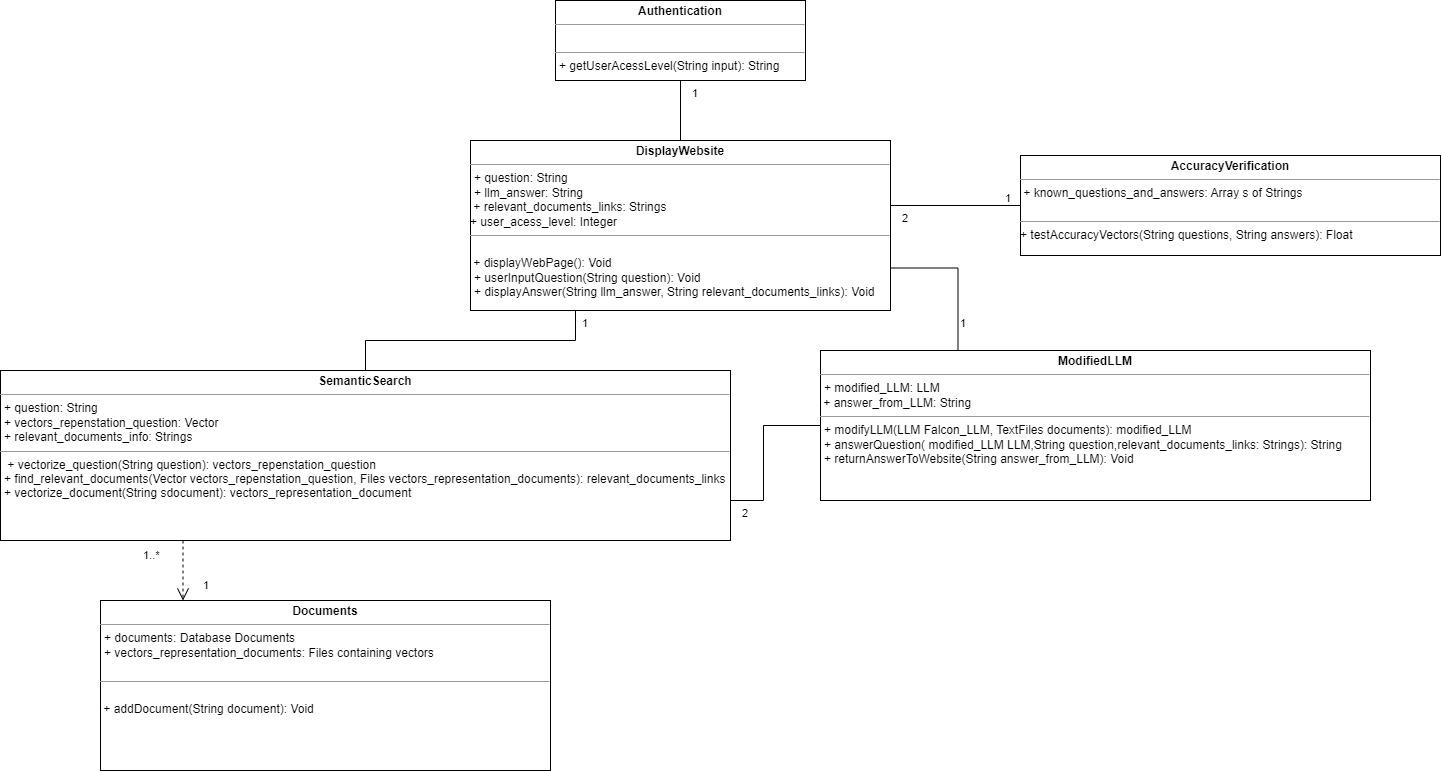 Authentication
+ getUserAcessLevel(String input): String
1
DisplayWebsite
+ question: String
+ llm_answer: String
+ relevant_documents_links: Strings
+ user_acess_level: Integer
+ displayWebPage(): Void
+ userInputQuestion(String question): Void
+ displayAnswer(String llm_answer, String relevant_documents_links): Void
1
2
AccuracyVerification
+ known_questions_and_answers: Array s of Strings
+ testAccuracyVectors(String questions, String answers): Float
1
1
SemanticSearch
+ question: String
+ vectors_repenstation_question: Vector
+ relevant_documents_info: Strings
+ vectorize_question(String question): vectors_repenstation_question
+ find_relevant_documents(Vector vectors_repenstation_question, Files vectors_representation_documents): relevant_documents_links
+ vectorize_document(String sdocument): vectors_representation_document
2
ModifiedLLM
+ modified_LLM: LLM
+ answer_from_LLM: String
+ modifyLLM(LLM Falcon_LLM, TextFiles documents): modified_LLM
+ answerQuestion( modified_LLM LLM,String question,relevant_documents_links: Strings): String
+ returnAnswerToWebsite(String answer_from_LLM): Void
1..*
1
Documents
+ documents: Database Documents
+ vectors_representation_documents: Files containing vectors
+ addDocument(String document): Void